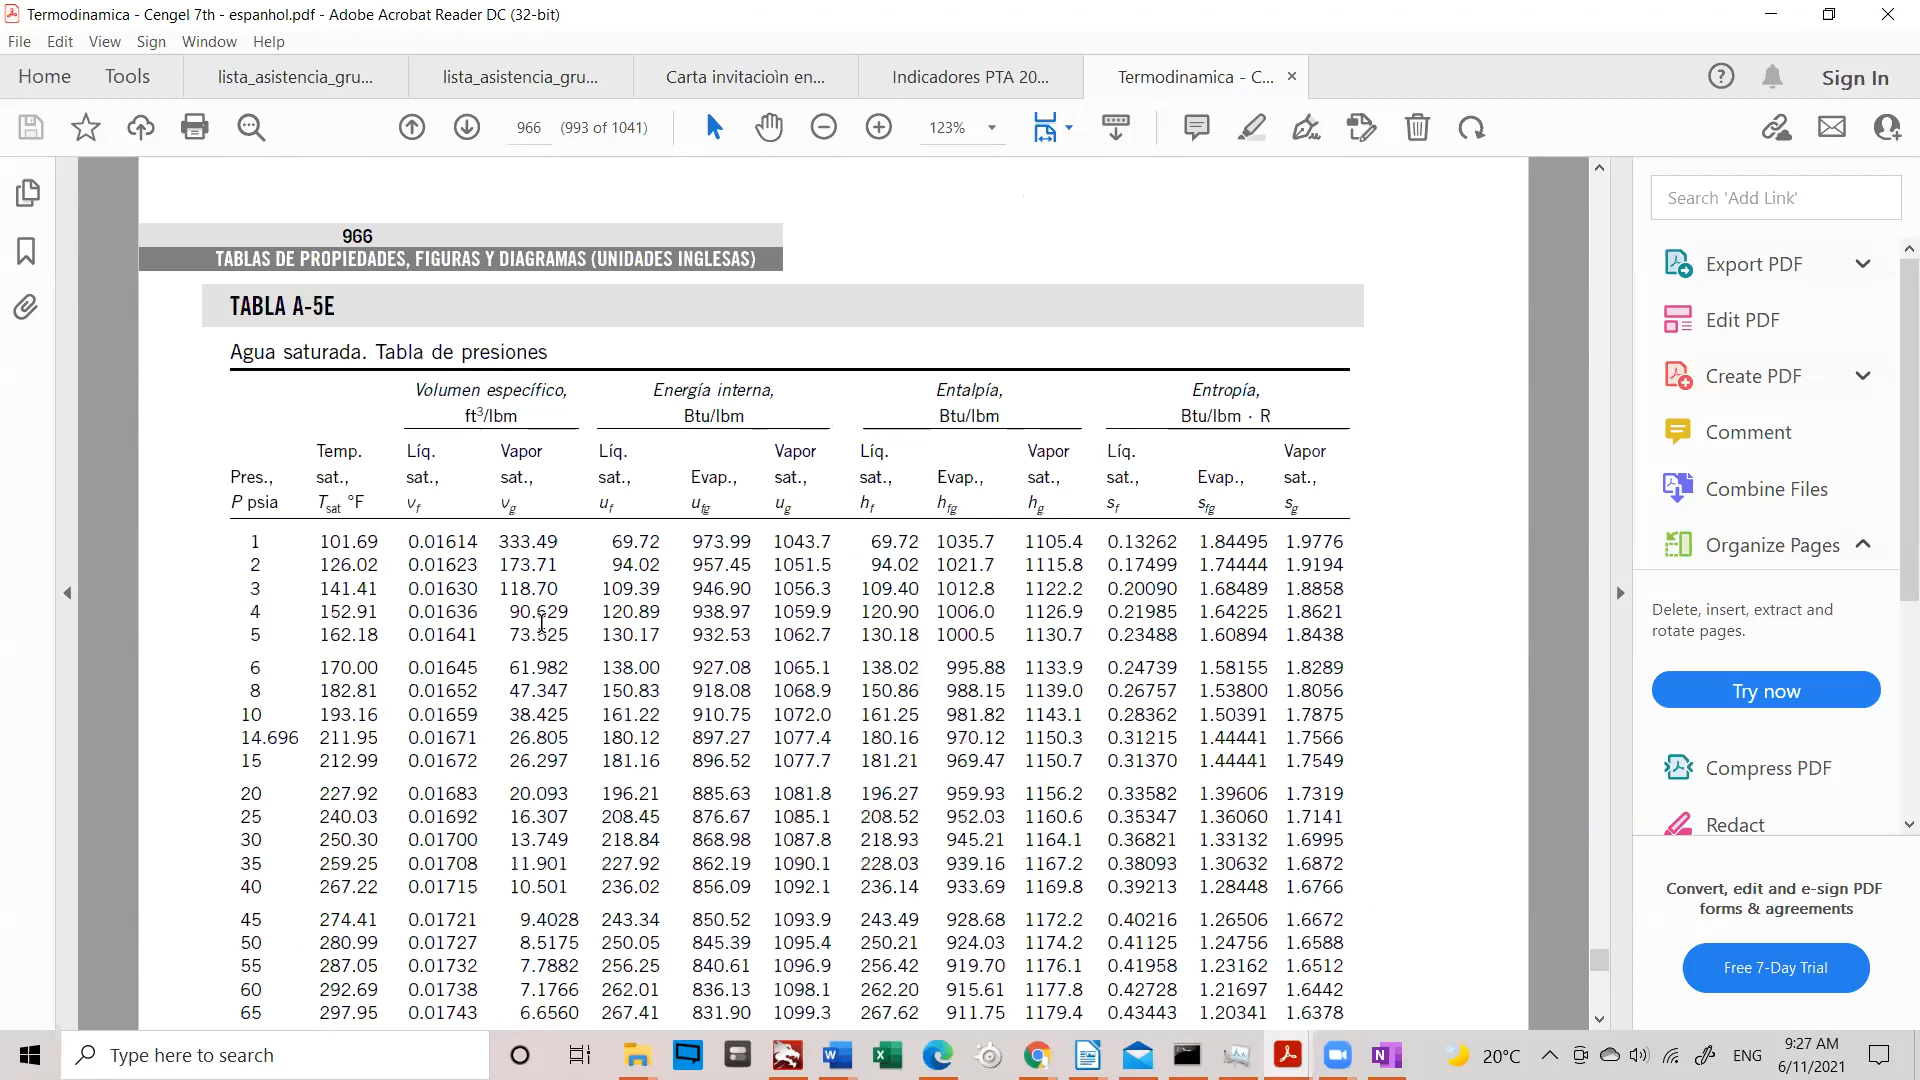 Termodinamica - Cengel 7th - espanhol.pdf - Adobe Acrobat Reader DC (32-bit)
File Edit View Sign Window Help
Home Tools lista_asistencia_gru... lista_asistencia_gru... Carta invitaciòn en... Indicadores PTA 20... Termodinamica - C... × Sign In
966 (993 of 1041) 123%
966
TABLAS DE PROPIEDADES, FIGURAS Y DIAGRAMAS (UNIDADES INGLESAS)
TABLA A-5E
Agua saturada. Tabla de presiones
Volumen específico, Energía interna, Entalpía, Entropía,
ft³/lbm Btu/lbm Btu/lbm Btu/lbm · R
Temp. Líq. Vapor Líq. Vapor Líq. Vapor Líq. Vapor
Pres., sat., sat., sat., sat., Evap., sat., sat., Evap., sat., sat., Evap., sat.,
P psia Tsat °F vf vg uf ufg ug hf hfg hg sf sfg sg
1 101.69 0.01614 333.49 69.72 973.99 1043.7 69.72 1035.7 1105.4 0.13262 1.84495 1.9776
2 126.02 0.01623 173.71 94.02 957.45 1051.5 94.02 1021.7 1115.8 0.17499 1.74444 1.9194
3 141.41 0.01630 118.70 109.39 946.90 1056.3 109.40 1012.8 1122.2 0.20090 1.68489 1.8858
4 152.91 0.01636 90.629 120.89 938.97 1059.9 120.90 1006.0 1126.9 0.21985 1.64225 1.8621
5 162.18 0.01641 73.525 130.17 932.53 1062.7 130.18 1000.5 1130.7 0.23488 1.60894 1.8438
6 170.00 0.01645 61.982 138.00 927.08 1065.1 138.02 995.88 1133.9 0.24739 1.58155 1.8289
8 182.81 0.01652 47.347 150.83 918.08 1068.9 150.86 988.15 1139.0 0.26757 1.53800 1.8056
10 193.16 0.01659 38.425 161.22 910.75 1072.0 161.25 981.82 1143.1 0.28362 1.50391 1.7875
14.696 211.95 0.01671 26.805 180.12 897.27 1077.4 180.16 970.12 1150.3 0.31215 1.44441 1.7566
15 212.99 0.01672 26.297 181.16 896.52 1077.7 181.21 969.47 1150.7 0.31370 1.44441 1.7549
20 227.92 0.01683 20.093 196.21 885.63 1081.8 196.27 959.93 1156.2 0.33582 1.39606 1.7319
25 240.03 0.01692 16.307 208.45 876.67 1085.1 208.52 952.03 1160.6 0.35347 1.36060 1.7141
30 250.30 0.01700 13.749 218.84 868.98 1087.8 218.93 945.21 1164.1 0.36821 1.33132 1.6995
35 259.25 0.01708 11.901 227.92 862.19 1090.1 228.03 939.16 1167.2 0.38093 1.30632 1.6872
40 267.22 0.01715 10.501 236.02 856.09 1092.1 236.14 933.69 1169.8 0.39213 1.28448 1.6766
45 274.41 0.01721 9.4028 243.34 850.52 1093.9 243.49 928.68 1172.2 0.40216 1.26506 1.6672
50 280.99 0.01727 8.5175 250.05 845.39 1095.4 250.21 924.03 1174.2 0.41125 1.24756 1.6588
55 287.05 0.01732 7.7882 256.25 840.61 1096.9 256.42 919.70 1176.1 0.41958 1.23162 1.6512
60 292.69 0.01738 7.1766 262.01 836.13 1098.1 262.20 915.61 1177.8 0.42728 1.21697 1.6442
65 297.95 0.01743 6.6560 267.41 831.90 1099.3 267.62 911.75 1179.4 0.43443 1.20341 1.6378
Search 'Add Link'
Export PDF
Edit PDF
Create PDF
Comment
Combine Files
Organize Pages
Delete, insert, extract and
rotate pages.
Try now
Compress PDF
Redact
Convert, edit and e-sign PDF
forms & agreements
Free 7-Day Trial
Type here to search
20°C ENG 9:27 AM
6/11/2021